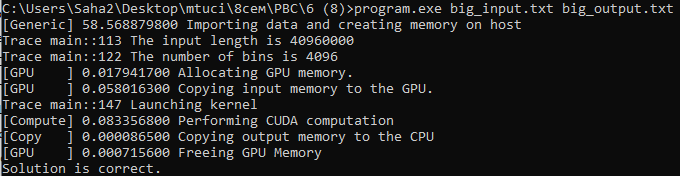 C:\Users\Saha2\Desktop\mtuci\8сем\РВС\6 (8)>program.exe big_input.txt big_output.txt
[Generic] 58.568879800 Importing data and creating memory on host
Trace main::113 The input length is 40960000
Trace main::122 The number of bins is 4096
[GPU    ] 0.017941700 Allocating GPU memory.
[GPU    ] 0.058016300 Copying input memory to the GPU.
Trace main::147 Launching kernel
[Compute] 0.083356800 Performing CUDA computation
[Copy   ] 0.000086500 Copying output memory to the CPU
[GPU    ] 0.000715600 Freeing GPU Memory
Solution is correct.